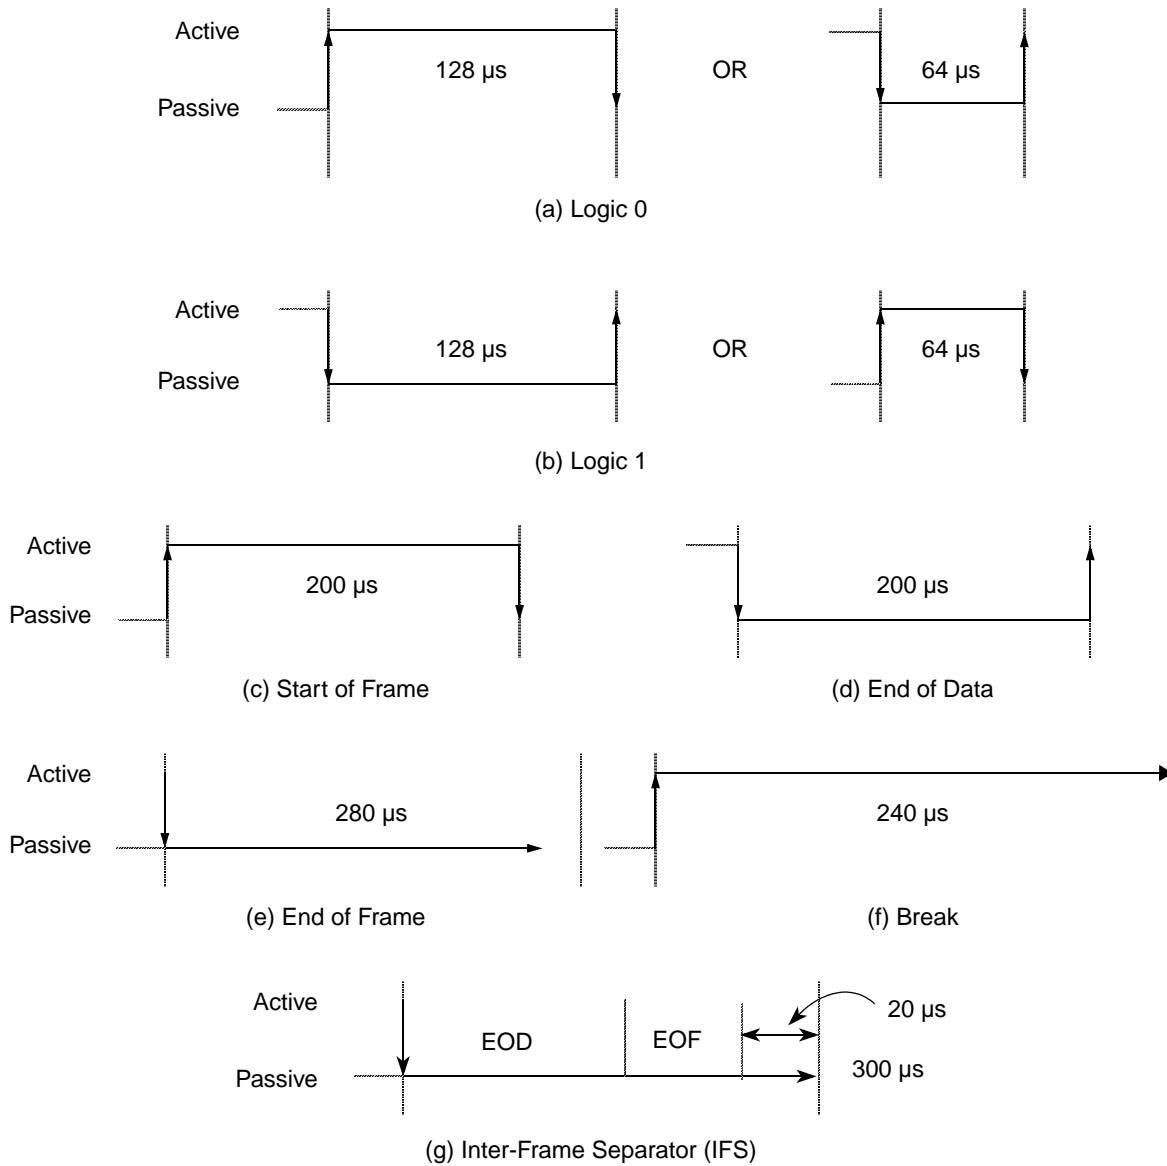 Active
128 µs
OR
64 µs
Passive
(a) Logic 0
Active
128 µs
OR
64 µs
Passive
(b) Logic 1
Active
200 µs
200 µs
Passive
(c) Start of Frame
(d) End of Data
Active
280 µs
240 µs
Passive
(e) End of Frame
(f) Break
Active
20 µs
EOD
EOF
Passive
300 µs
(g) Inter-Frame Separator (IFS)